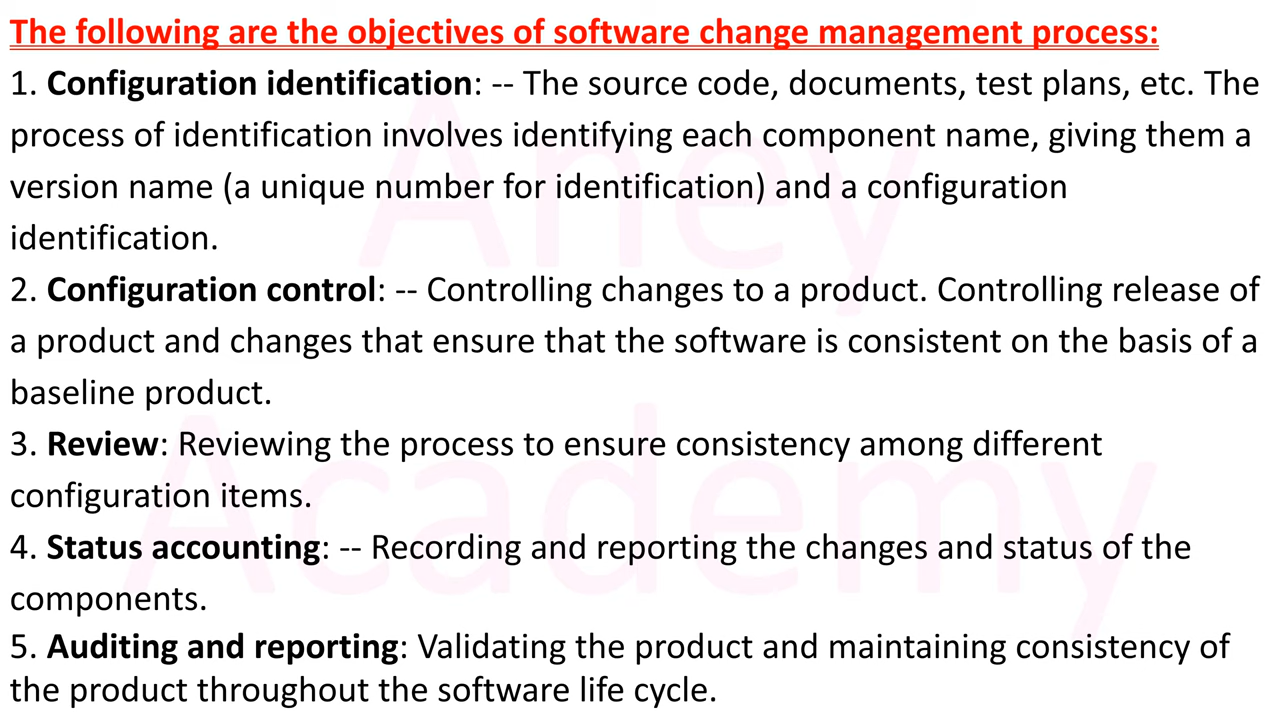 The following are the objectives of software change management process:
1. Configuration identification: -- The source code, documents, test plans, etc. The
process of identification involves identifying each component name, giving them a
version name (a unique number for identification) and a configuration
identification.
2. Configuration control: -- Controlling changes to a product. Controlling release of
a product and changes that ensure that the software is consistent on the basis of a
baseline product.
3. Review: Reviewing the process to ensure consistency among different
configuration items.
4. Status accounting: -- Recording and reporting the changes and status of the
components.
5. Auditing and reporting: Validating the product and maintaining consistency of
the product throughout the software life cycle.
Aney
Academy